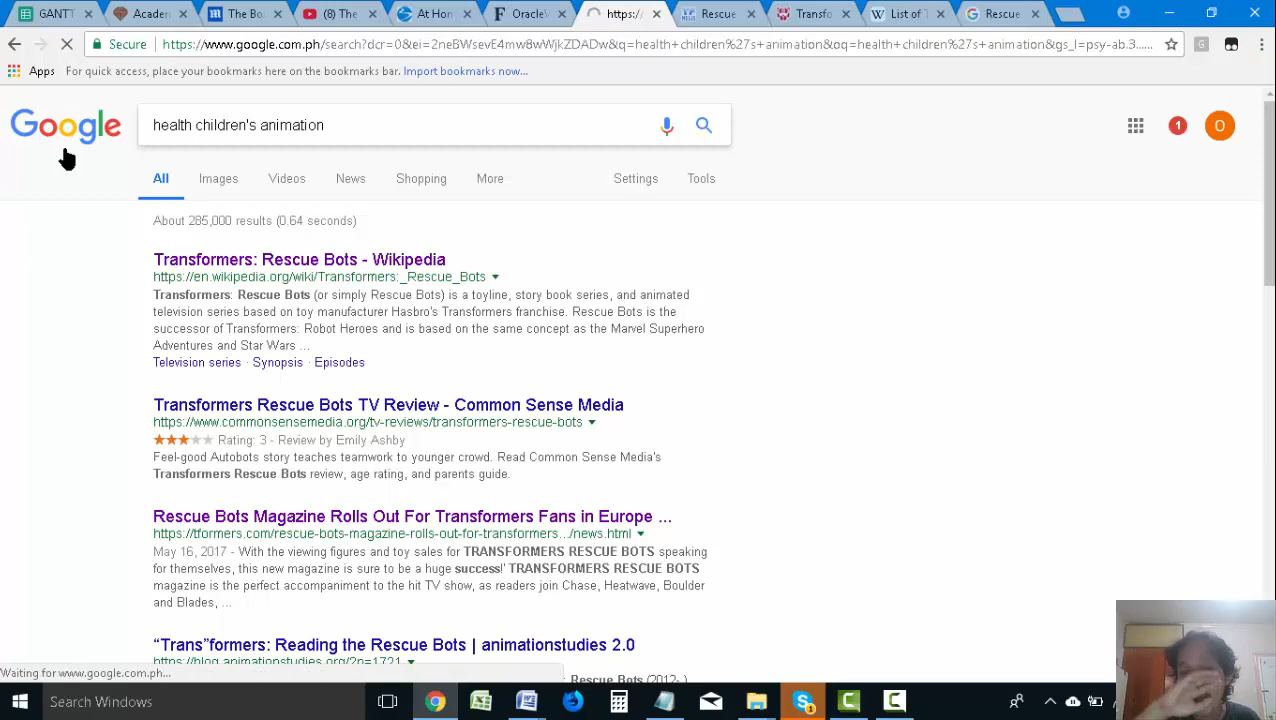 GANTT
Academ
The Bo
(8) The
At Hom
Oracle\
https:/
Rescue
Transfo
List of T
Rescue
Secure
https://www.google.com.ph/search?dcr=0&ei=2neBWsevE4mw8wWjkZDADw&q=health+children%27s+animation&oq=health+children%27s+animation&gs_l=psy-ab.3......
Apps For quick access, place your bookmarks here on the bookmarks bar. Import bookmarks now...
Google
health children's animation
1
O
All Images Videos News Shopping More Settings Tools
About 285,000 results (0.64 seconds)
Transformers: Rescue Bots - Wikipedia
https://en.wikipedia.org/wiki/Transformers:_Rescue_Bots
Transformers: Rescue Bots (or simply Rescue Bots) is a toyline, story book series, and animated
television series based on toy manufacturer Hasbro's Transformers franchise. Rescue Bots is the
successor of Transformers: Robot Heroes and is based on the same concept as the Marvel Superhero
Adventures and Star Wars ...
Television series · Synopsis · Episodes
Transformers Rescue Bots TV Review - Common Sense Media
https://www.commonsensemedia.org/tv-reviews/transformers-rescue-bots
Rating: 3 - Review by Emily Ashby
Feel-good Autobots story teaches teamwork to younger crowd. Read Common Sense Media's
Transformers Rescue Bots review, age rating, and parents guide.
Rescue Bots Magazine Rolls Out For Transformers Fans in Europe ...
https://tformers.com/rescue-bots-magazine-rolls-out-for-transformers.../news.html
May 16, 2017 - With the viewing figures and toy sales for TRANSFORMERS RESCUE BOTS speaking
for themselves, this new magazine is sure to be a huge success!' TRANSFORMERS RESCUE BOTS
magazine is the perfect accompaniment to the hit TV show, as readers join Chase, Heatwave, Boulder
and Blades, ...
“Trans”formers: Reading the Rescue Bots | animationstudies 2.0
https://blog.animationstudies.org/?p=1721
Rescue Bots (2012- )
Waiting for www.google.com.ph...
Search Windows